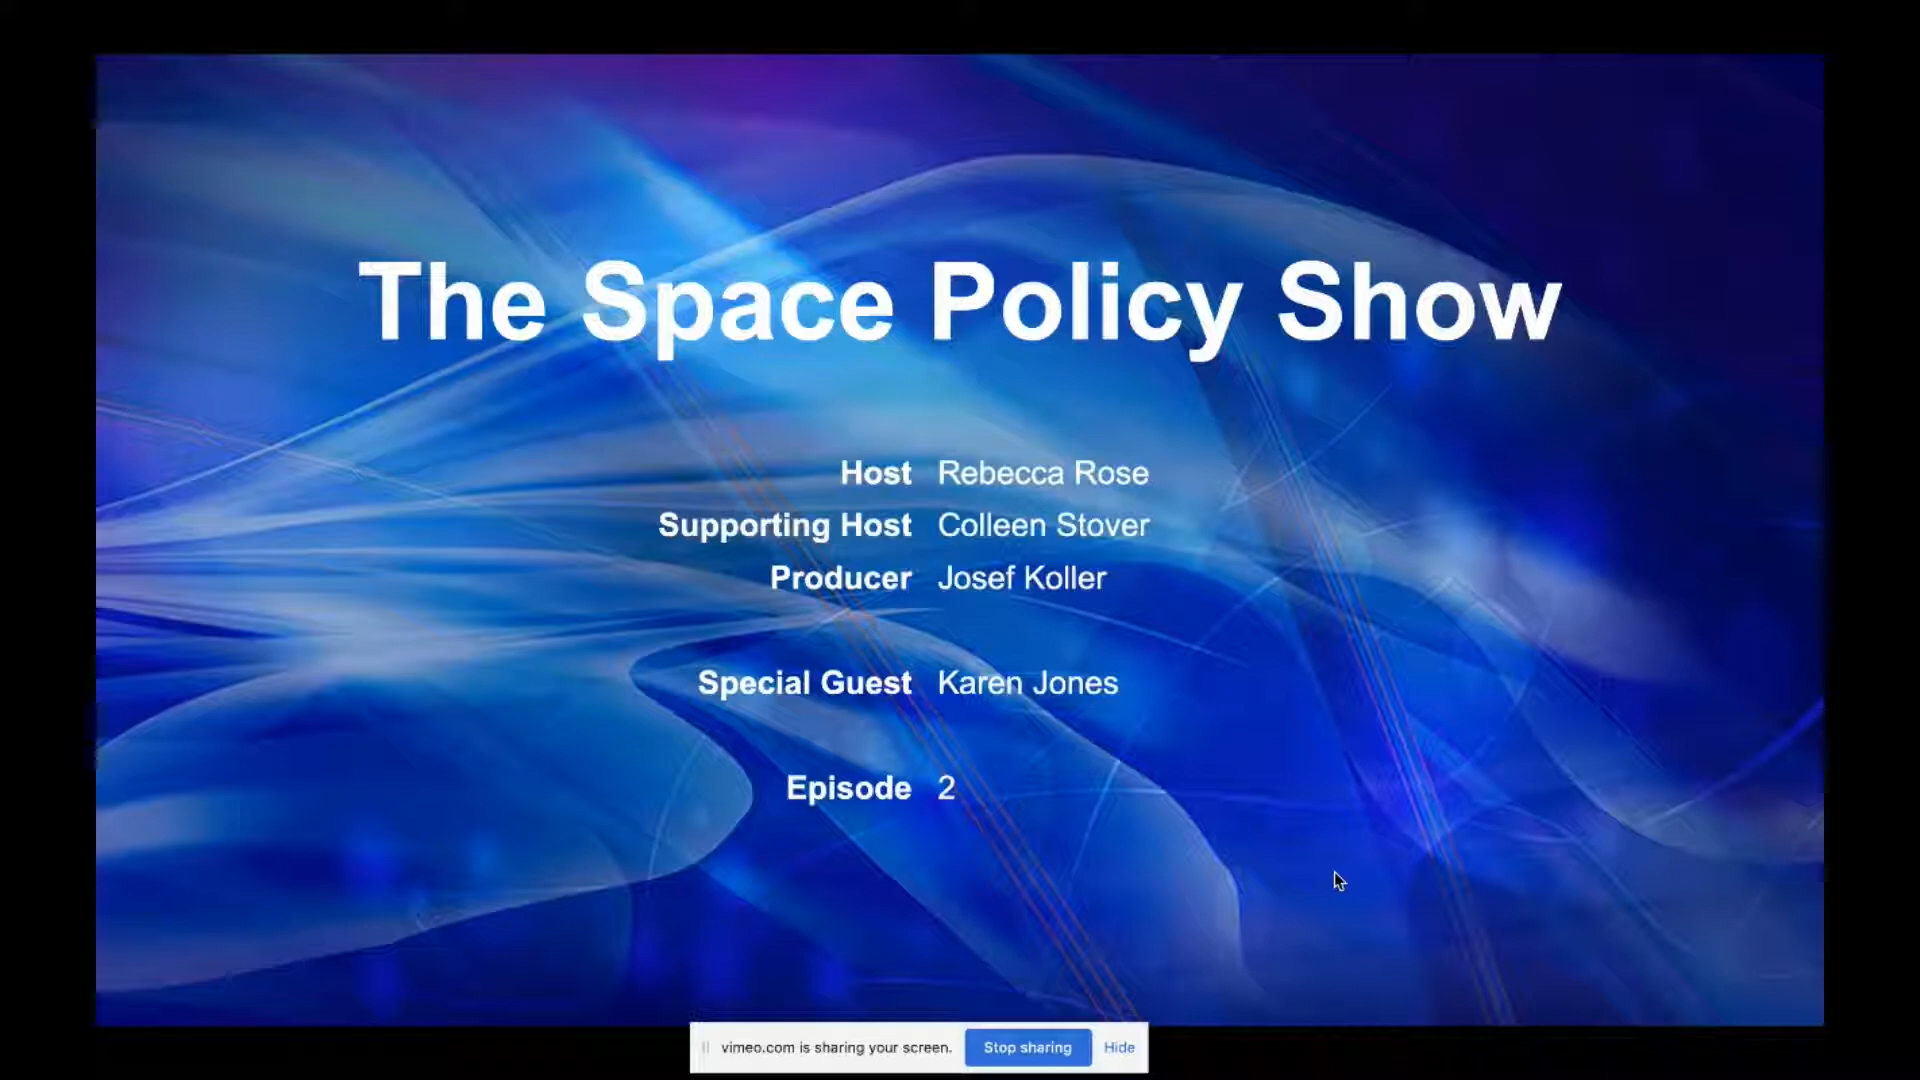 The Space Policy Show
Host Rebecca Rose
Supporting Host Colleen Stover
Producer Josef Koller
Special Guest Karen Jones
Episode 2
vimeo.com is sharing your screen. Stop sharing Hide